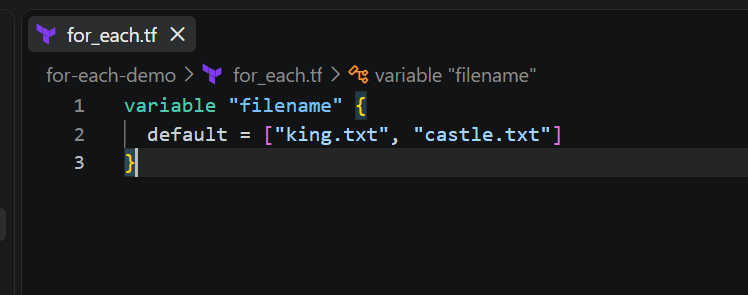 for_each.tf
for-each-demo > for_each.tf > variable "filename"
1 variable "filename" {
2 default = ["king.txt", "castle.txt"]
3 }